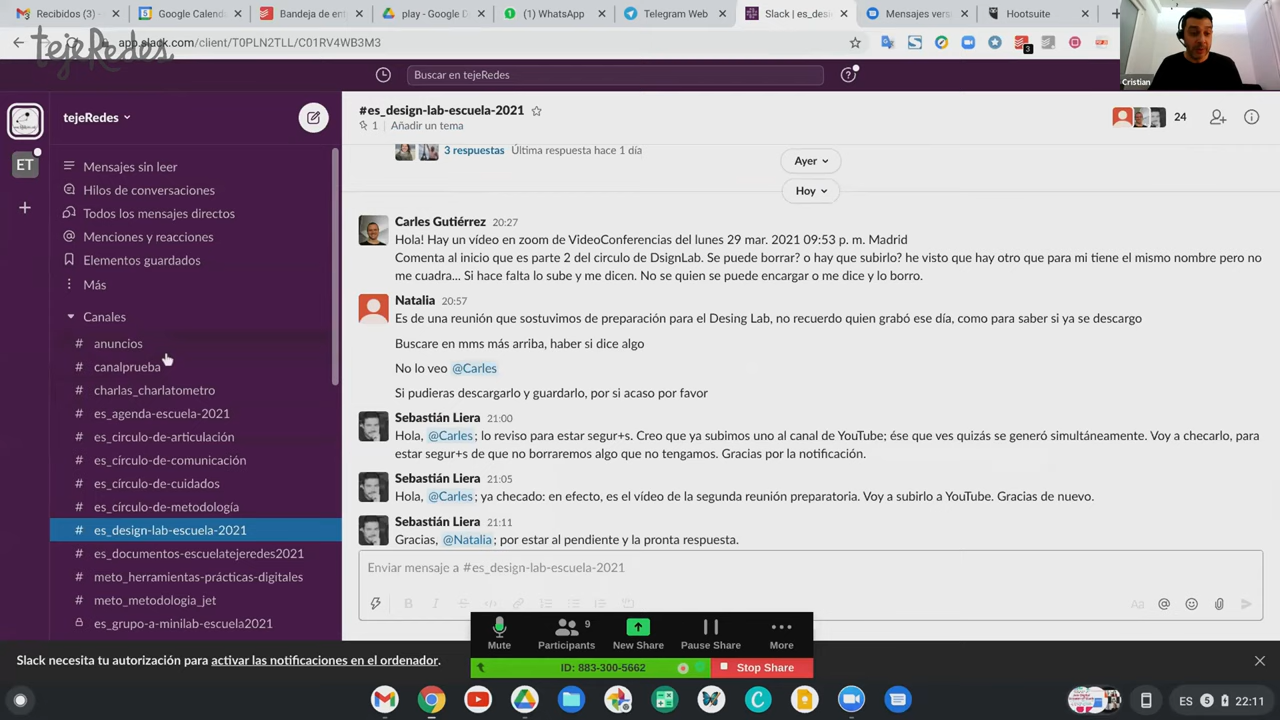 Recibidos (3) -
Google Calend
Bandeja de ent
play - Google D
(1) WhatsApp
Telegram Web
Slack | es_desi
Mensajes vers
Hootsuite
tejeRedes
app.slack.com/client/T0PLN2TLL/C01RV4WB3M3
3
Cristian
Buscar en tejeRedes
tejeRedes
ET
Mensajes sin leer
Hilos de conversaciones
Todos los mensajes directos
Menciones y reacciones
Elementos guardados
Más
Canales
# anuncios
# canalprueba
# charlas_charlatometro
# es_agenda-escuela-2021
# es_circulo-de-articulación
# es_círculo-de-comunicación
# es_círculo-de-cuidados
# es_círculo-de-metodología
# es_design-lab-escuela-2021
# es_documentos-escuelatejeredes2021
# meto_herramientas-prácticas-digitales
# meto_metodologia_jet
es_grupo-a-minilab-escuela2021
#es_design-lab-escuela-2021
1 | Añadir un tema
24
3 respuestas Última respuesta hace 1 día
Ayer
Hoy
Carles Gutiérrez 20:27
Hola! Hay un vídeo en zoom de VideoConferencias del lunes 29 mar. 2021 09:53 p. m. Madrid
Comenta al inicio que es parte 2 del circulo de DsignLab. Se puede borrar? o hay que subirlo? he visto que hay otro que para mi tiene el mismo nombre pero no
me cuadra... Si hace falta lo sube y me dicen. No se quien se puede encargar o me dice y lo borro.
Natalia 20:57
Es de una reunión que sostuvimos de preparación para el Desing Lab, no recuerdo quien grabó ese día, como para saber si ya se descargo
Buscare en mms más arriba, haber si dice algo
No lo veo @Carles
Si pudieras descargarlo y guardarlo, por si acaso por favor
Sebastián Liera 21:00
Hola, @Carles; lo reviso para estar segur+s. Creo que ya subimos uno al canal de YouTube; ése que ves quizás se generó simultáneamente. Voy a checarlo, para
estar segur+s de que no borraremos algo que no tengamos. Gracias por la notificación.
Sebastián Liera 21:05
Hola, @Carles; ya checado: en efecto, es el vídeo de la segunda reunión preparatoria. Voy a subirlo a YouTube. Gracias de nuevo.
Sebastián Liera 21:11
Gracias, @Natalia; por estar al pendiente y la pronta respuesta.
Enviar mensaje a #es_design-lab-escuela-2021
B I S Aa @
Mute
Participants 9
New Share
Pause Share
More
ID: 883-300-5662
Stop Share
Slack necesita tu autorización para activar las notificaciones en el ordenador.
ES 5 22:11